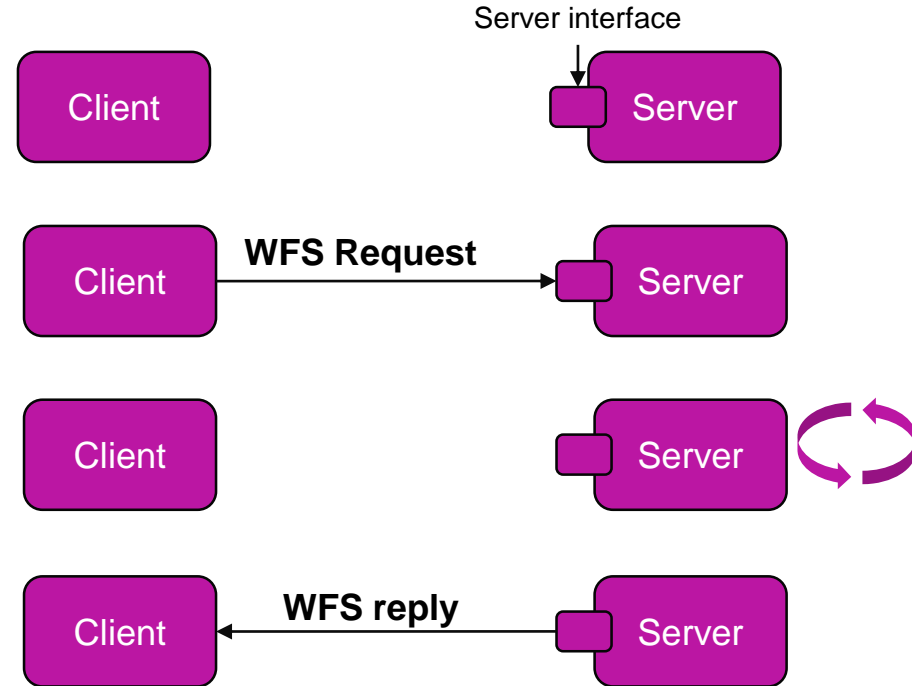 Server interface
Client
Server
WFS Request
Client
Server
Client
Server
WFS reply
Client
Server